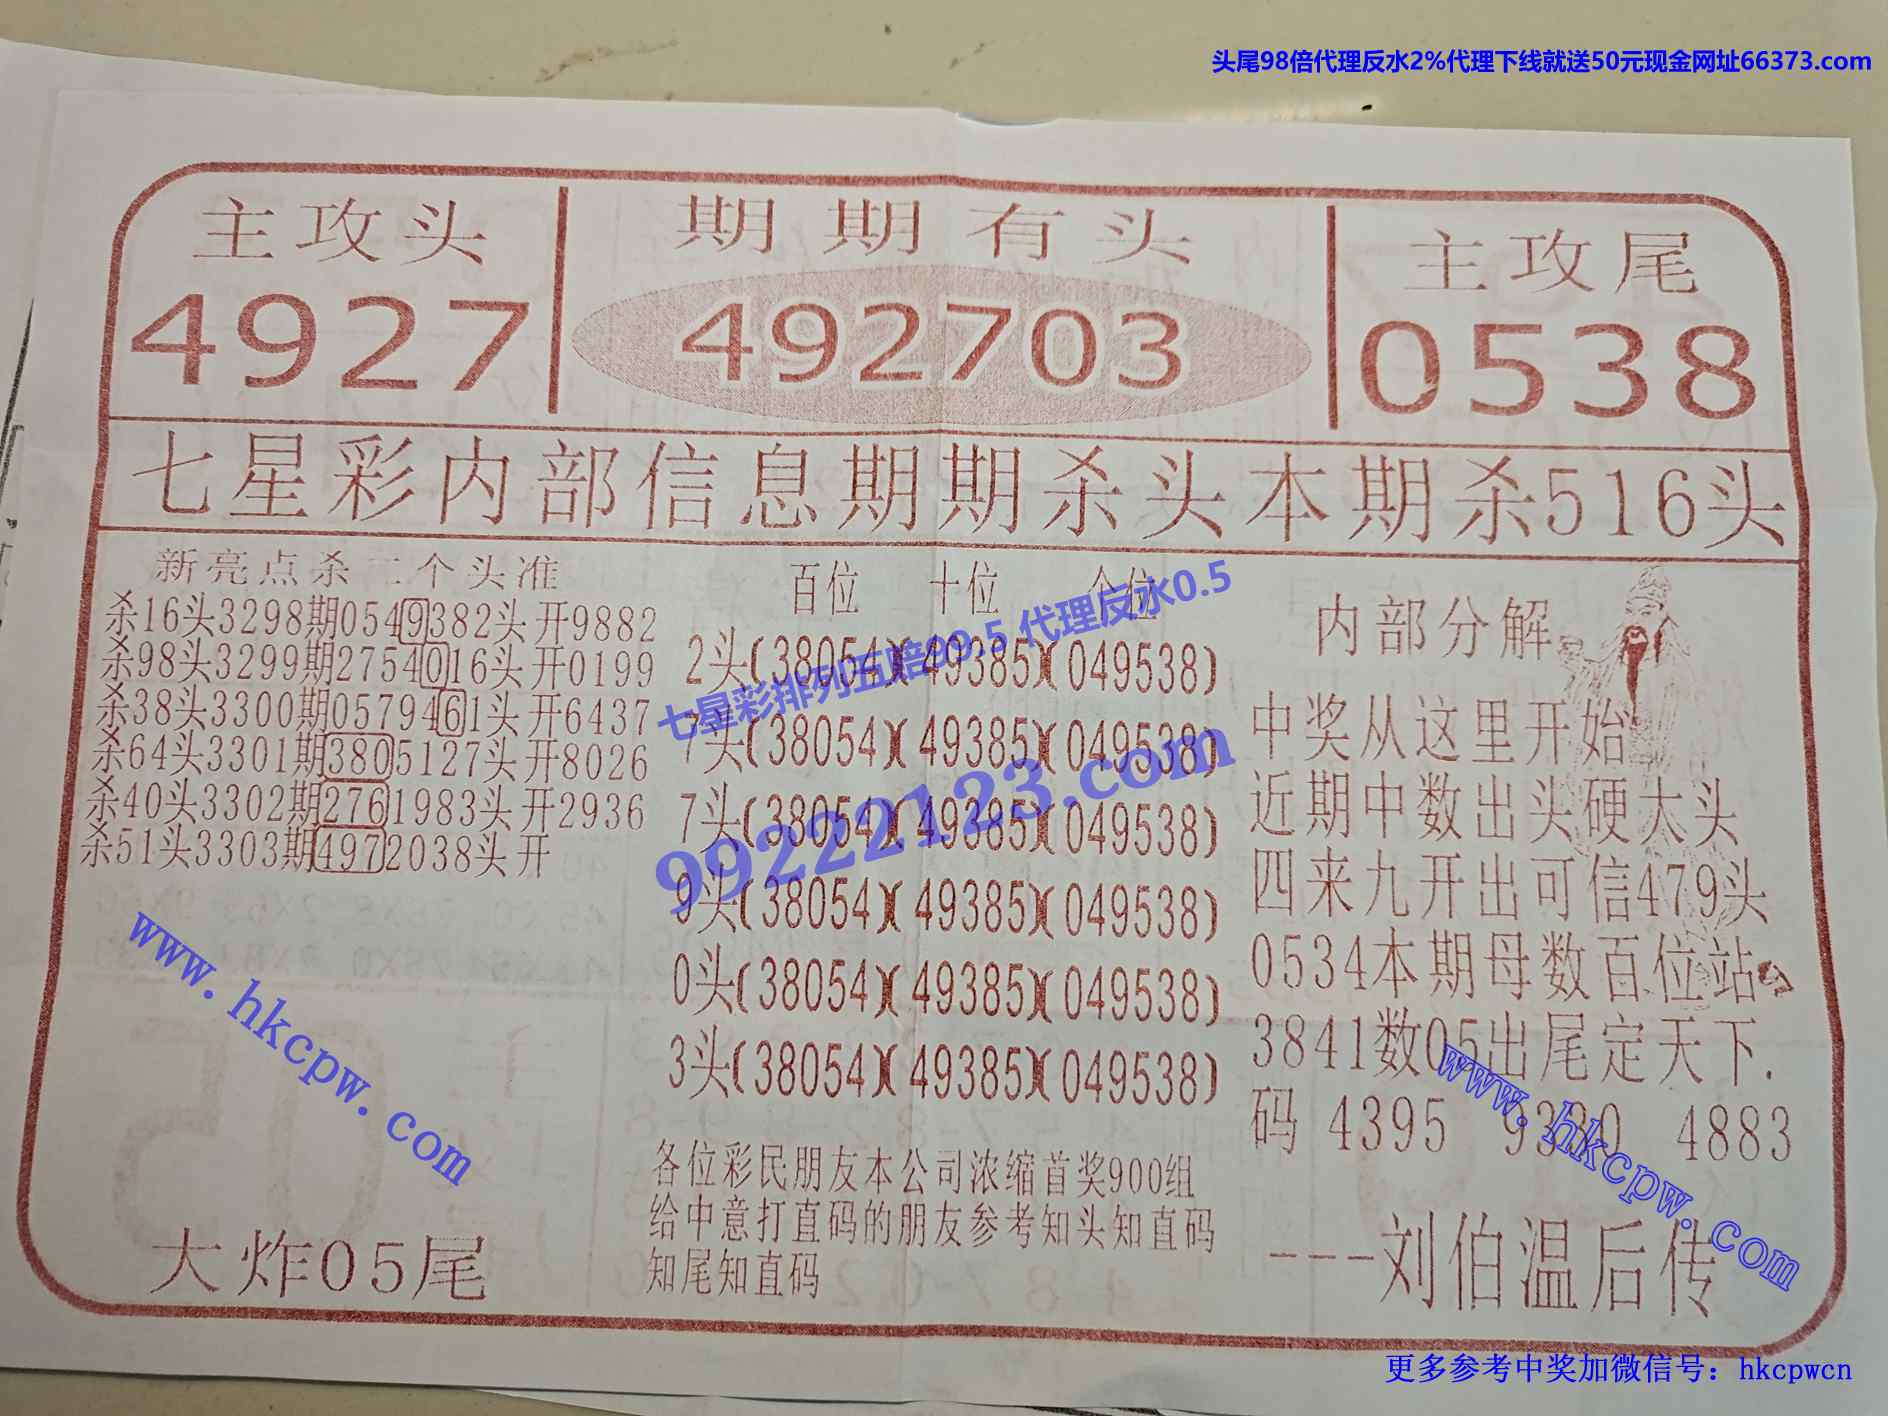 头尾98倍代理反水2%代理下线就送50元现金网址66373.com
主攻头
4927
期期有头
492703
主攻尾
0538
七星彩内部信息期期杀头本期杀516头
新亮点杀二个头准
杀16头3298期0549382头开9882
杀98头3299期2754016头开0199
杀38头3300期0579461头开6437
杀64头3301期3805127头开8026
杀40头3302期2761983头开2936
杀51头3303期4972038头开
大炸05尾
百位 十位 个位
2头(38054)(49385)(049538)
7头(38054)(49385)(049538)
7头(38054)(49385)(049538)
9头(38054)(49385)(049538)
0头(38054)(49385)(049538)
3头(38054)(49385)(049538)
各位彩民朋友本公司浓缩首奖900组
给中意打直码的朋友参考知头知直码
知尾知直码
内部分解
中奖从这里开始
近期中数出头硬太头
四来九开出可信479头
0534本期母数百位站
3841数05出尾定天下.
码 4395 4883
---刘伯温后传
七星彩排列五赔99.5 代理反水0.5
99222123.com
www.hkcpw.com
www.hkcpw.com
更多参考中奖加微信号：hkcpwcn